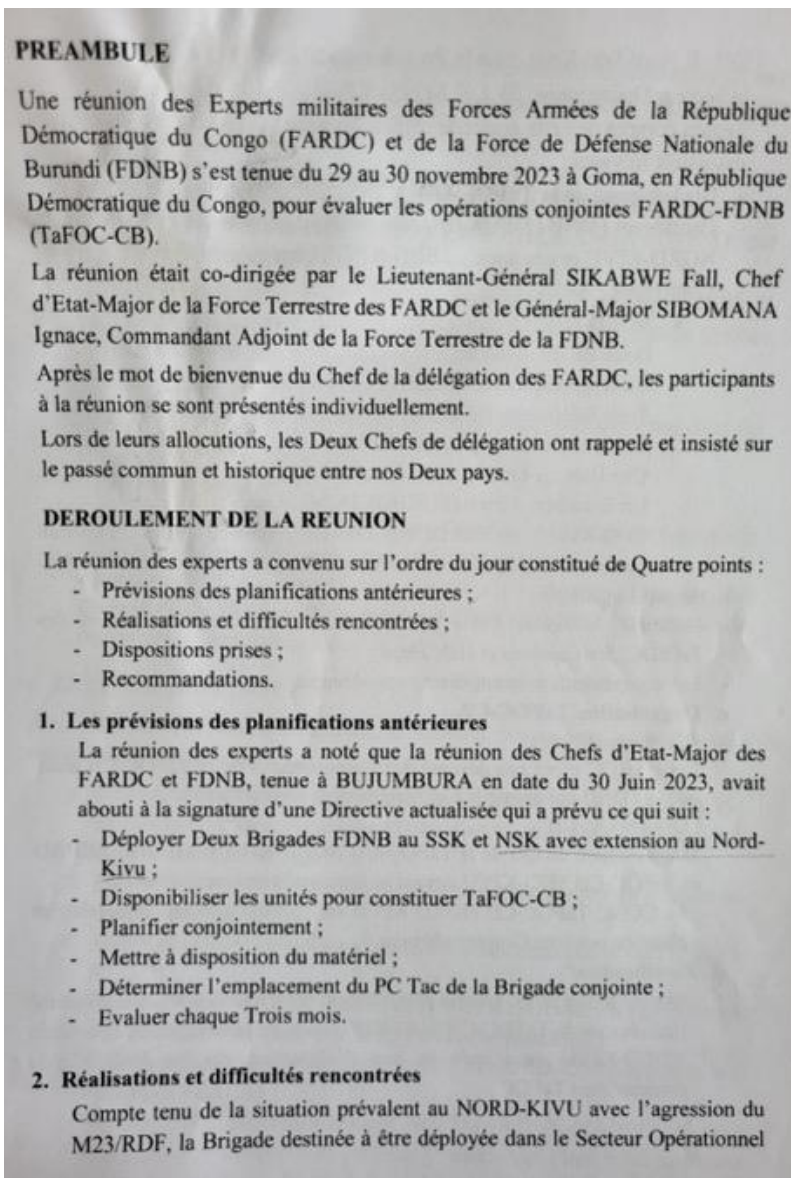 PREAMBULE
Une réunion des Experts militaires des Forces Armées de la République
Démocratique du Congo (FARDC) et de la Force de Défense Nationale du
Burundi (FDNB) s'est tenue du 29 au 30 novembre 2023 à Goma, en République
Démocratique du Congo, pour évaluer les opérations conjointes FARDC-FDNB
(TaFOC-CB).
La réunion était co-dirigée par le Lieutenant-Général SIKABWE Fall, Chef
d'Etat-Major de la Force Terrestre des FARDC et le Général-Major SIBOMANA
Ignace, Commandant Adjoint de la Force Terrestre de la FDNB.
Après le mot de bienvenue du Chef de la délégation des FARDC, les participants
à la réunion se sont présentés individuellement.
Lors de leurs allocutions, les Deux Chefs de délégation ont rappelé et insisté sur
le passé commun et historique entre nos Deux pays.
DEROULEMENT DE LA REUNION
La réunion des experts a convenu sur l'ordre du jour constitué de Quatre points :
- Prévisions des planifications antérieures ;
- Réalisations et difficultés rencontrées ;
- Dispositions prises ;
- Recommandations.
1. Les prévisions des planifications antérieures
La réunion des experts a noté que la réunion des Chefs d'Etat-Major des
FARDC et FDNB, tenue à BUJUMBURA en date du 30 Juin 2023, avait
abouti à la signature d'une Directive actualisée qui a prévu ce qui suit :
- Déployer Deux Brigades FDNB au SSK et NSK avec extension au Nord-
Kivu ;
- Disponibiliser les unités pour constituer TaFOC-CB ;
- Planifier conjointement ;
- Mettre à disposition du matériel ;
- Déterminer l'emplacement du PC Tac de la Brigade conjointe ;
- Evaluer chaque Trois mois.
2. Réalisations et difficultés rencontrées
Compte tenu de la situation prévalent au NORD-KIVU avec l'agression du
M23/RDF, la Brigade destinée à être déployée dans le Secteur Opérationnel